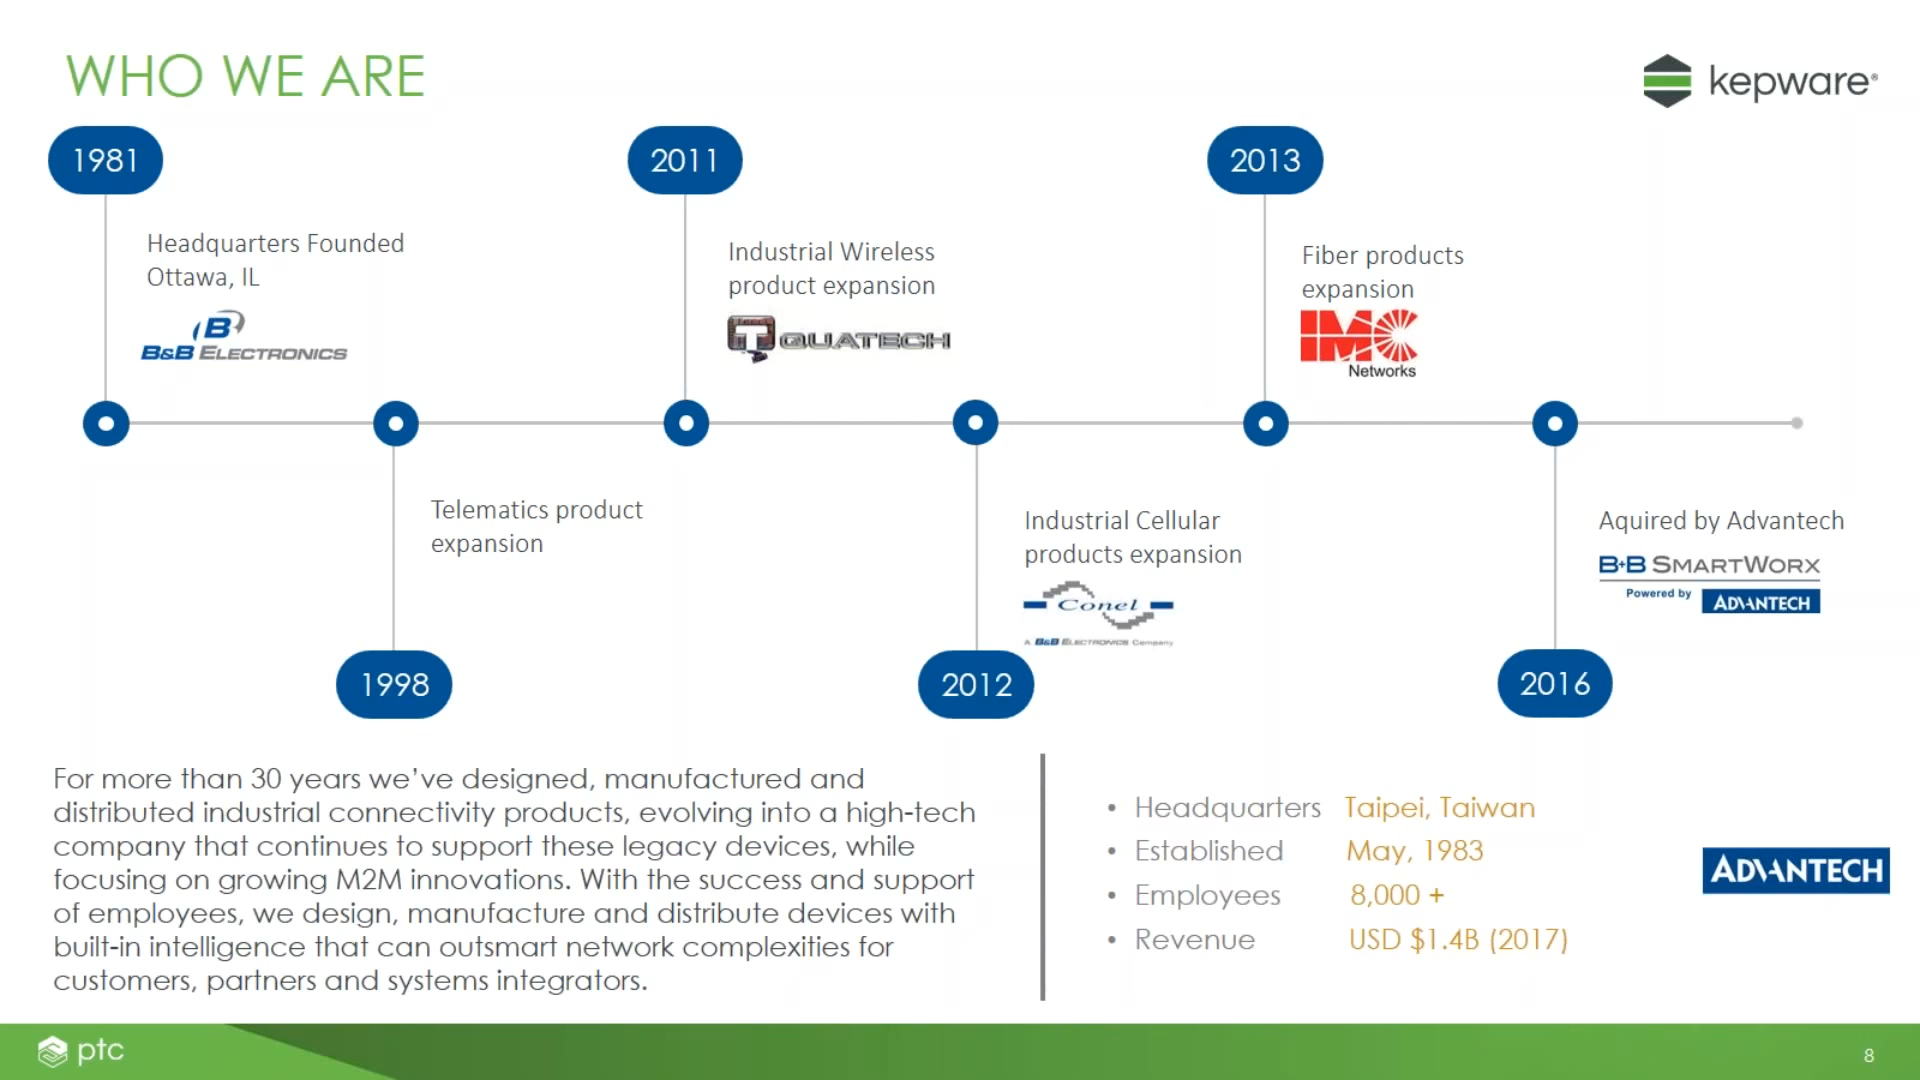 WHO WE ARE
kepware®
1981
2011
2013
Headquarters Founded
Ottawa, IL
B
B&B ELECTRONICS
Industrial Wireless
product expansion
QUATECH
Fiber products
expansion
IMC
Networks
Telematics product
expansion
Industrial Cellular
products expansion
Conel
A B&B ELECTRONICS Company
Aquired by Advantech
B+B SMARTWORX
Powered by ADVANTECH
1998
2012
2016
For more than 30 years we’ve designed, manufactured and
distributed industrial connectivity products, evolving into a high-tech
company that continues to support these legacy devices, while
focusing on growing M2M innovations. With the success and support
of employees, we design, manufacture and distribute devices with
built-in intelligence that can outsmart network complexities for
customers, partners and systems integrators.
• Headquarters Taipei, Taiwan
• Established May, 1983
• Employees 8,000 +
• Revenue USD $1.4B (2017)
ADVANTECH
ptc
8